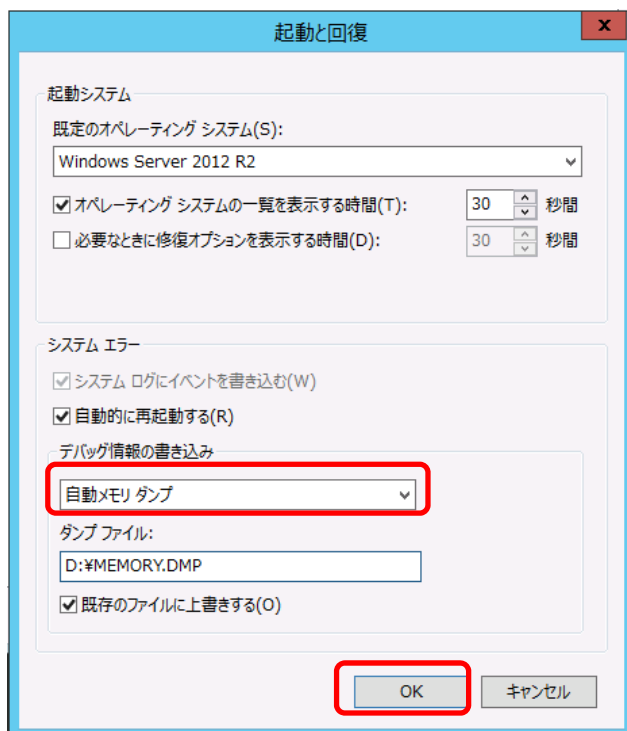 起動と回復
x
起動システム
既定のオペレーティング システム(S):
Windows Server 2012 R2
オペレーティング システムの一覧を表示する時間(T): 30 秒間
必要なときに修復オプションを表示する時間(D): 30 秒間
システム エラー
システム ログにイベントを書き込む(W)
自動的に再起動する(R)
デバッグ情報の書き込み
自動メモリ ダンプ
ダンプ ファイル:
D:¥MEMORY.DMP
既存のファイルに上書きする(O)
OK キャンセル